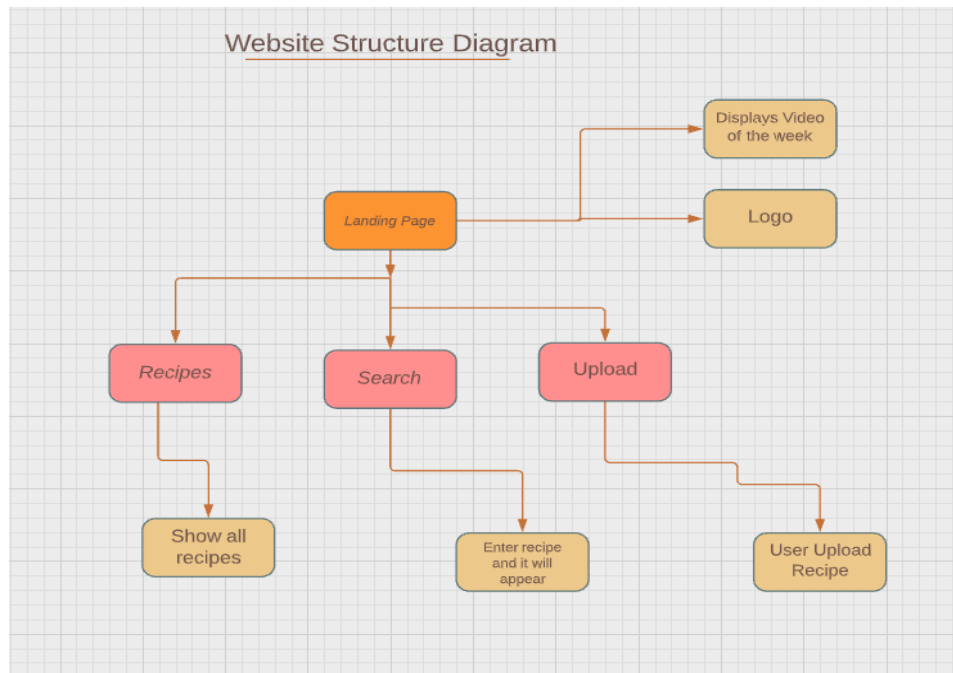 Website Structure Diagram
Displays Video
of the week
Landing Page
Logo
Recipes
Search
Upload
Show all
recipes
Enter recipe
and it will
appear
User Upload
Recipe